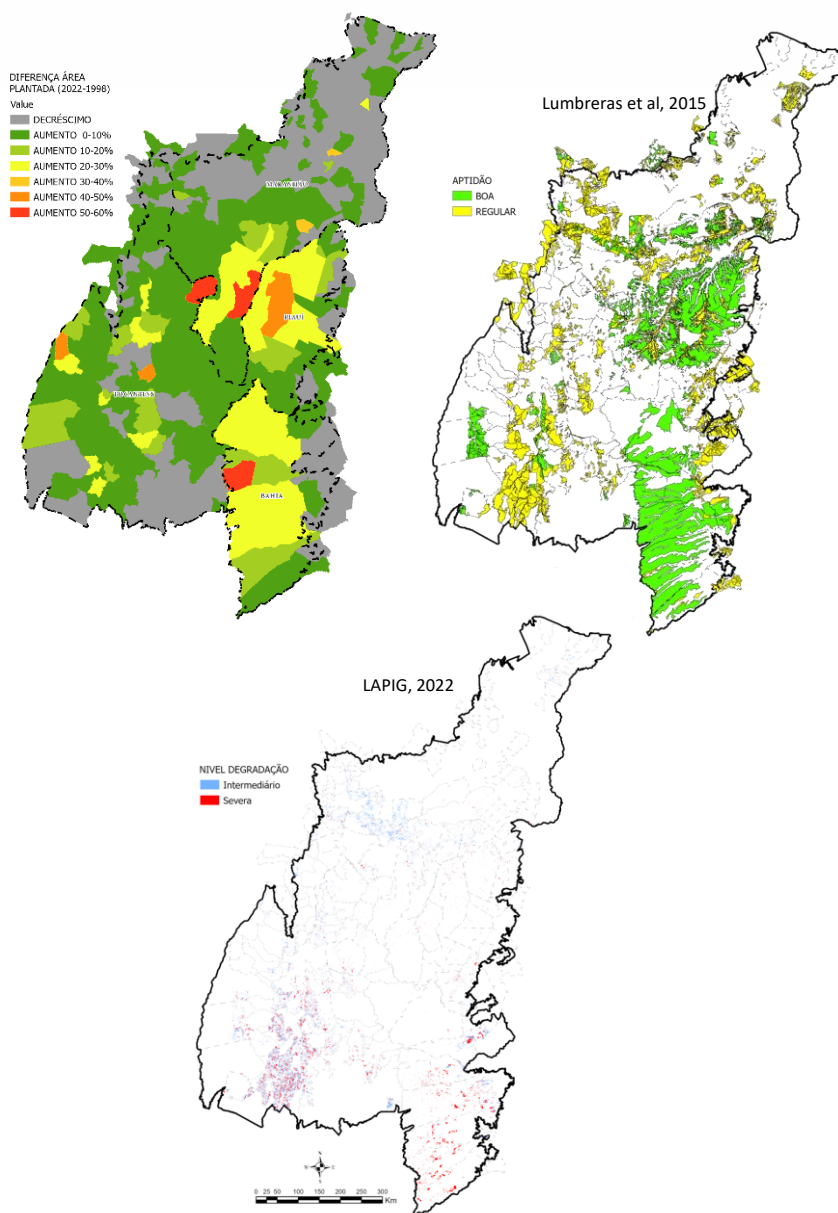 DIFERENÇA ÁREA
PLANTADA (2022-1998)
Value
DECRÉSCIMO
AUMENTO 0-10%
AUMENTO 10-20%
AUMENTO 20-30%
AUMENTO 30-40%
AUMENTO 40-50%
AUMENTO 50-60%
MARANHÃO
PIAUÍ
TOCANTINS
BAHIA
Lumbreras et al, 2015
APTIDÃO
BOA
REGULAR
LAPIG, 2022
NIVEL DEGRADAÇÃO
Intermediário
Severa
N
S
0 25 50 100 150 200 250 300
Km